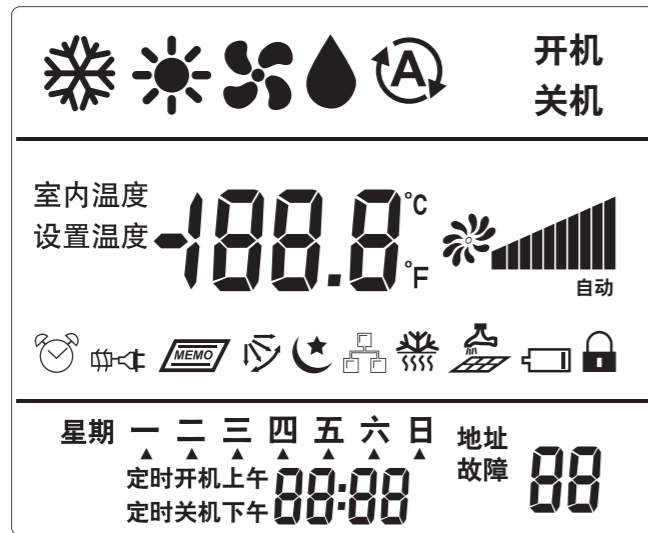 A
开机
关机
室内温度
设置温度
-188.8
°C
°F
自动
MEMO
星期 一 二 三 四 五 六 日
定时开机上午
定时关机下午
88:88
地址
故障
88